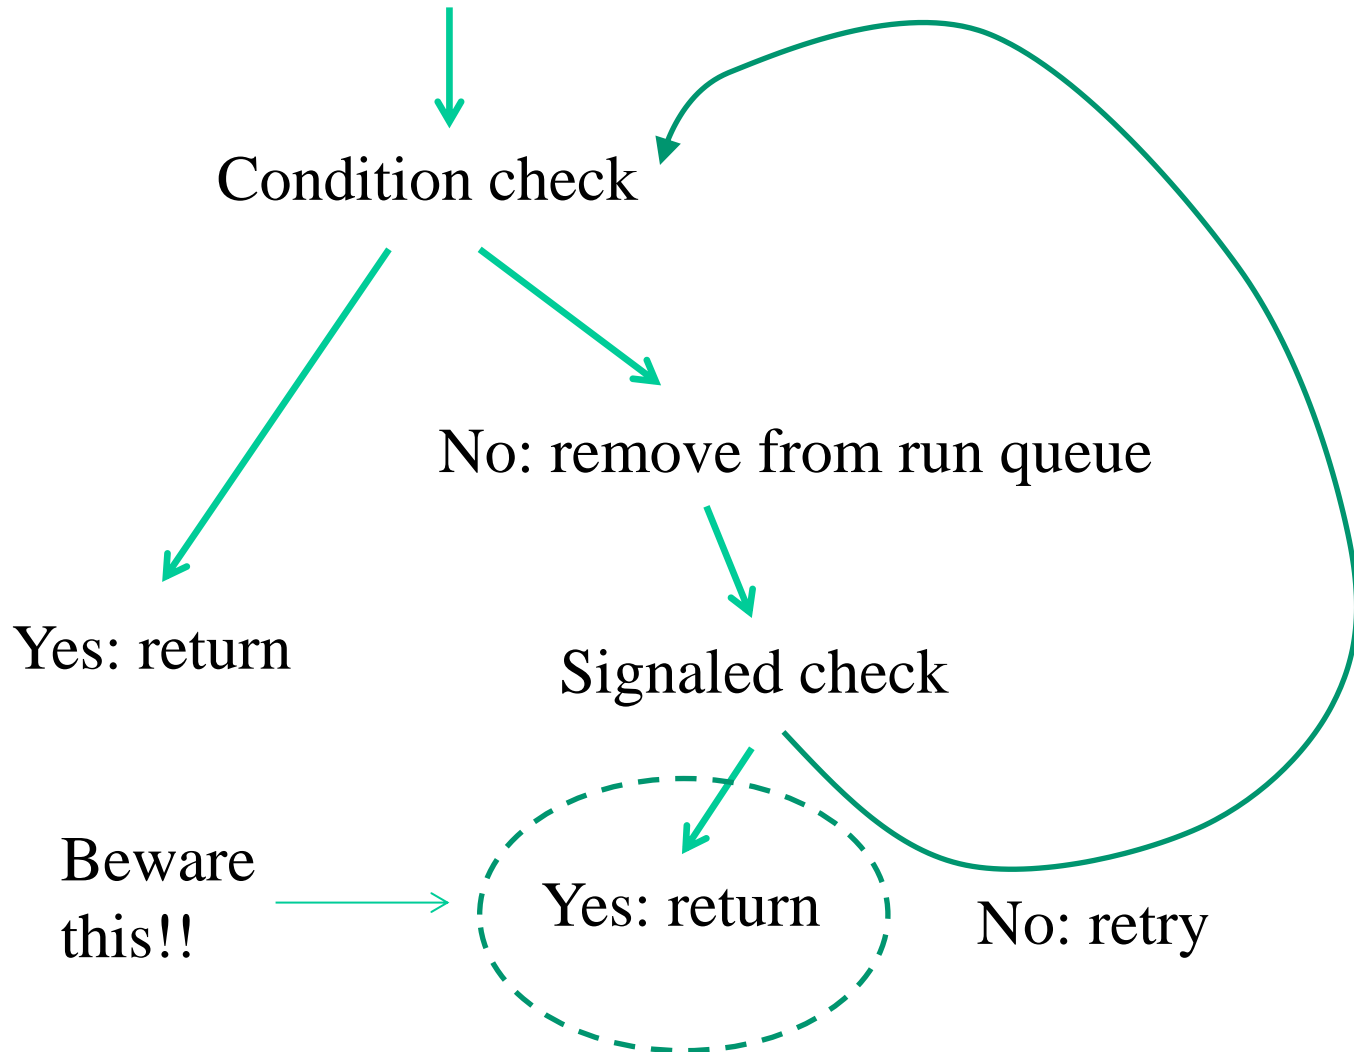 Condition check
No: remove from run queue
Yes: return
Signaled check
Beware
this!!
Yes: return
No: retry